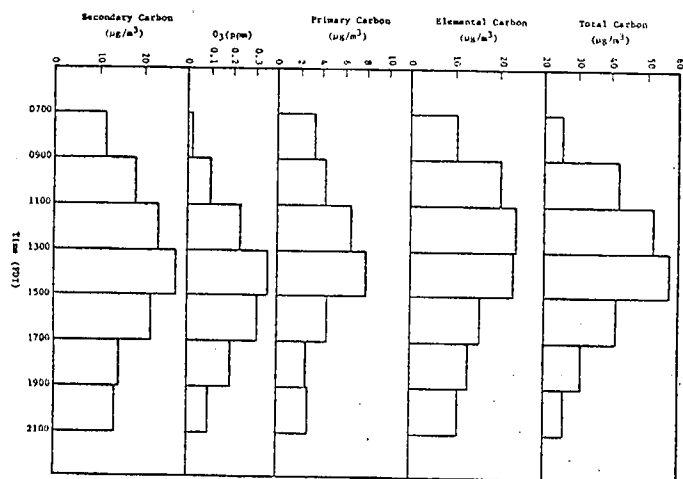 Secondary Carbon
(µg/m³)
0 10 20
O₃(ppm)
0 0.1 0.2 0.3
Primary Carbon
(µg/m³)
0 2 4 6 8 10
Elemental Carbon
(µg/m³)
0 10 20
Total Carbon
(µg/m³)
20 30 40 50 60
0700
0900
1100
1300
1500
1700
1900
2100
Time (PDT)